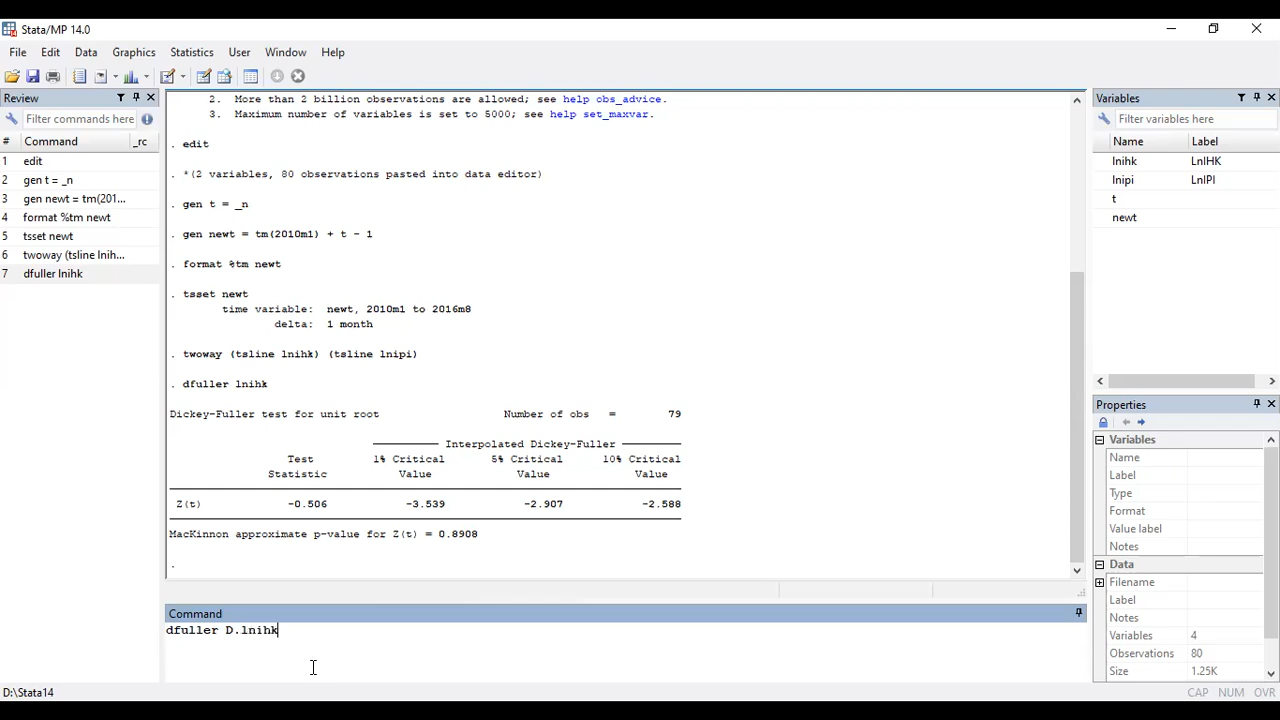 Stata/MP 14.0
File Edit Data Graphics Statistics User Window Help
Review
Filter commands here
# Command _rc
1 edit
2 gen t = _n
3 gen newt = tm(201...
4 format %tm newt
5 tsset newt
6 twoway (tsline lnih...
7 dfuller lnihk
2. More than 2 billion observations are allowed; see help obs_advice.
3. Maximum number of variables is set to 5000; see help set_maxvar.
. edit
. *(2 variables, 80 observations pasted into data editor)
. gen t = _n
. gen newt = tm(2010m1) + t - 1
. format %tm newt
. tsset newt
time variable: newt, 2010m1 to 2016m8
delta: 1 month
. twoway (tsline lnihk) (tsline lnipi)
. dfuller lnihk
Dickey-Fuller test for unit root Number of obs = 79
Interpolated Dickey-Fuller
Test 1% Critical 5% Critical 10% Critical
Statistic Value Value Value
Z(t) -0.506 -3.539 -2.907 -2.588
MacKinnon approximate p-value for Z(t) = 0.8908
.
Command
dfuller D.lnihk
Variables
Filter variables here
Name Label
lnihk LnIHK
lnipi LnIPI
t
newt
Properties
Variables
Name
Label
Type
Format
Value label
Notes
Data
Filename
Label
Notes
Variables 4
Observations 80
Size 1.25K
D:\Stata14
CAP NUM OVR